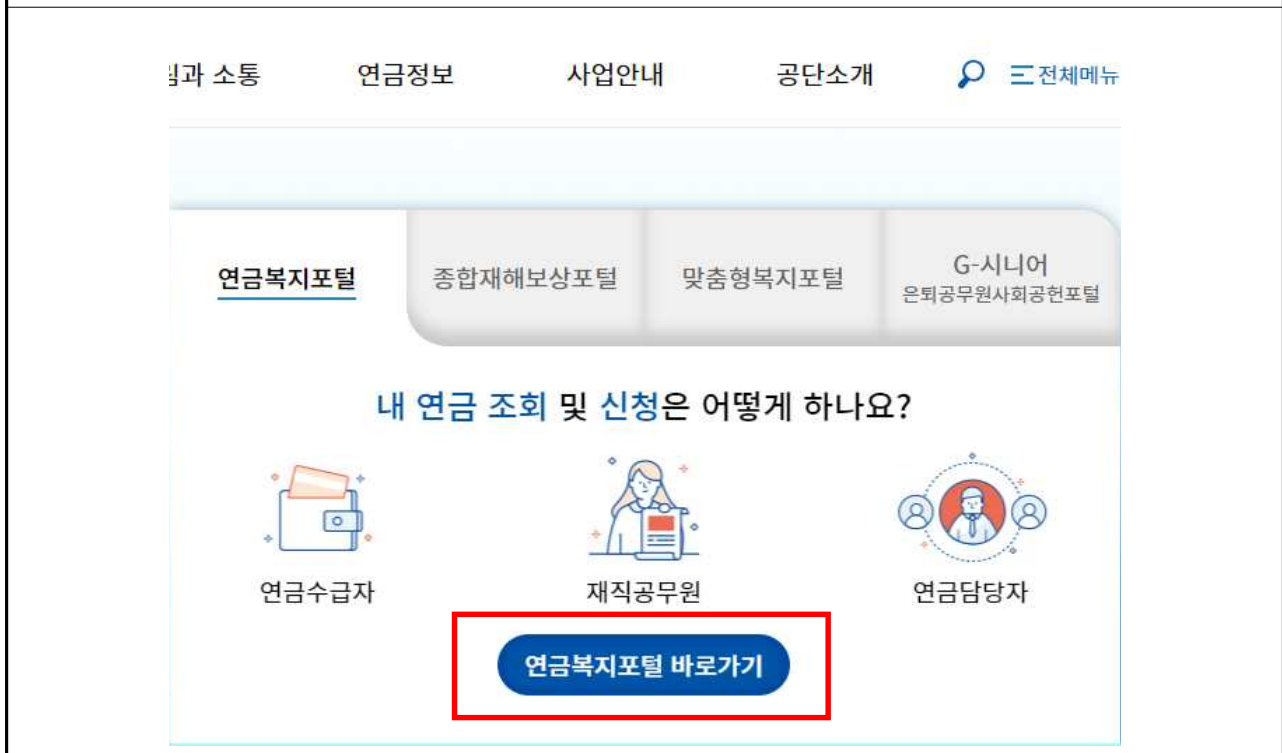 림과 소통 연금정보 사업안내 공단소개 전체메뉴
연금복지포털 종합재해보상포털 맞춤형복지포털 G-시니어
은퇴공무원사회공헌포털
내 연금 조회 및 신청은 어떻게 하나요?
연금수급자 재직공무원 연금담당자
연금복지포털 바로가기